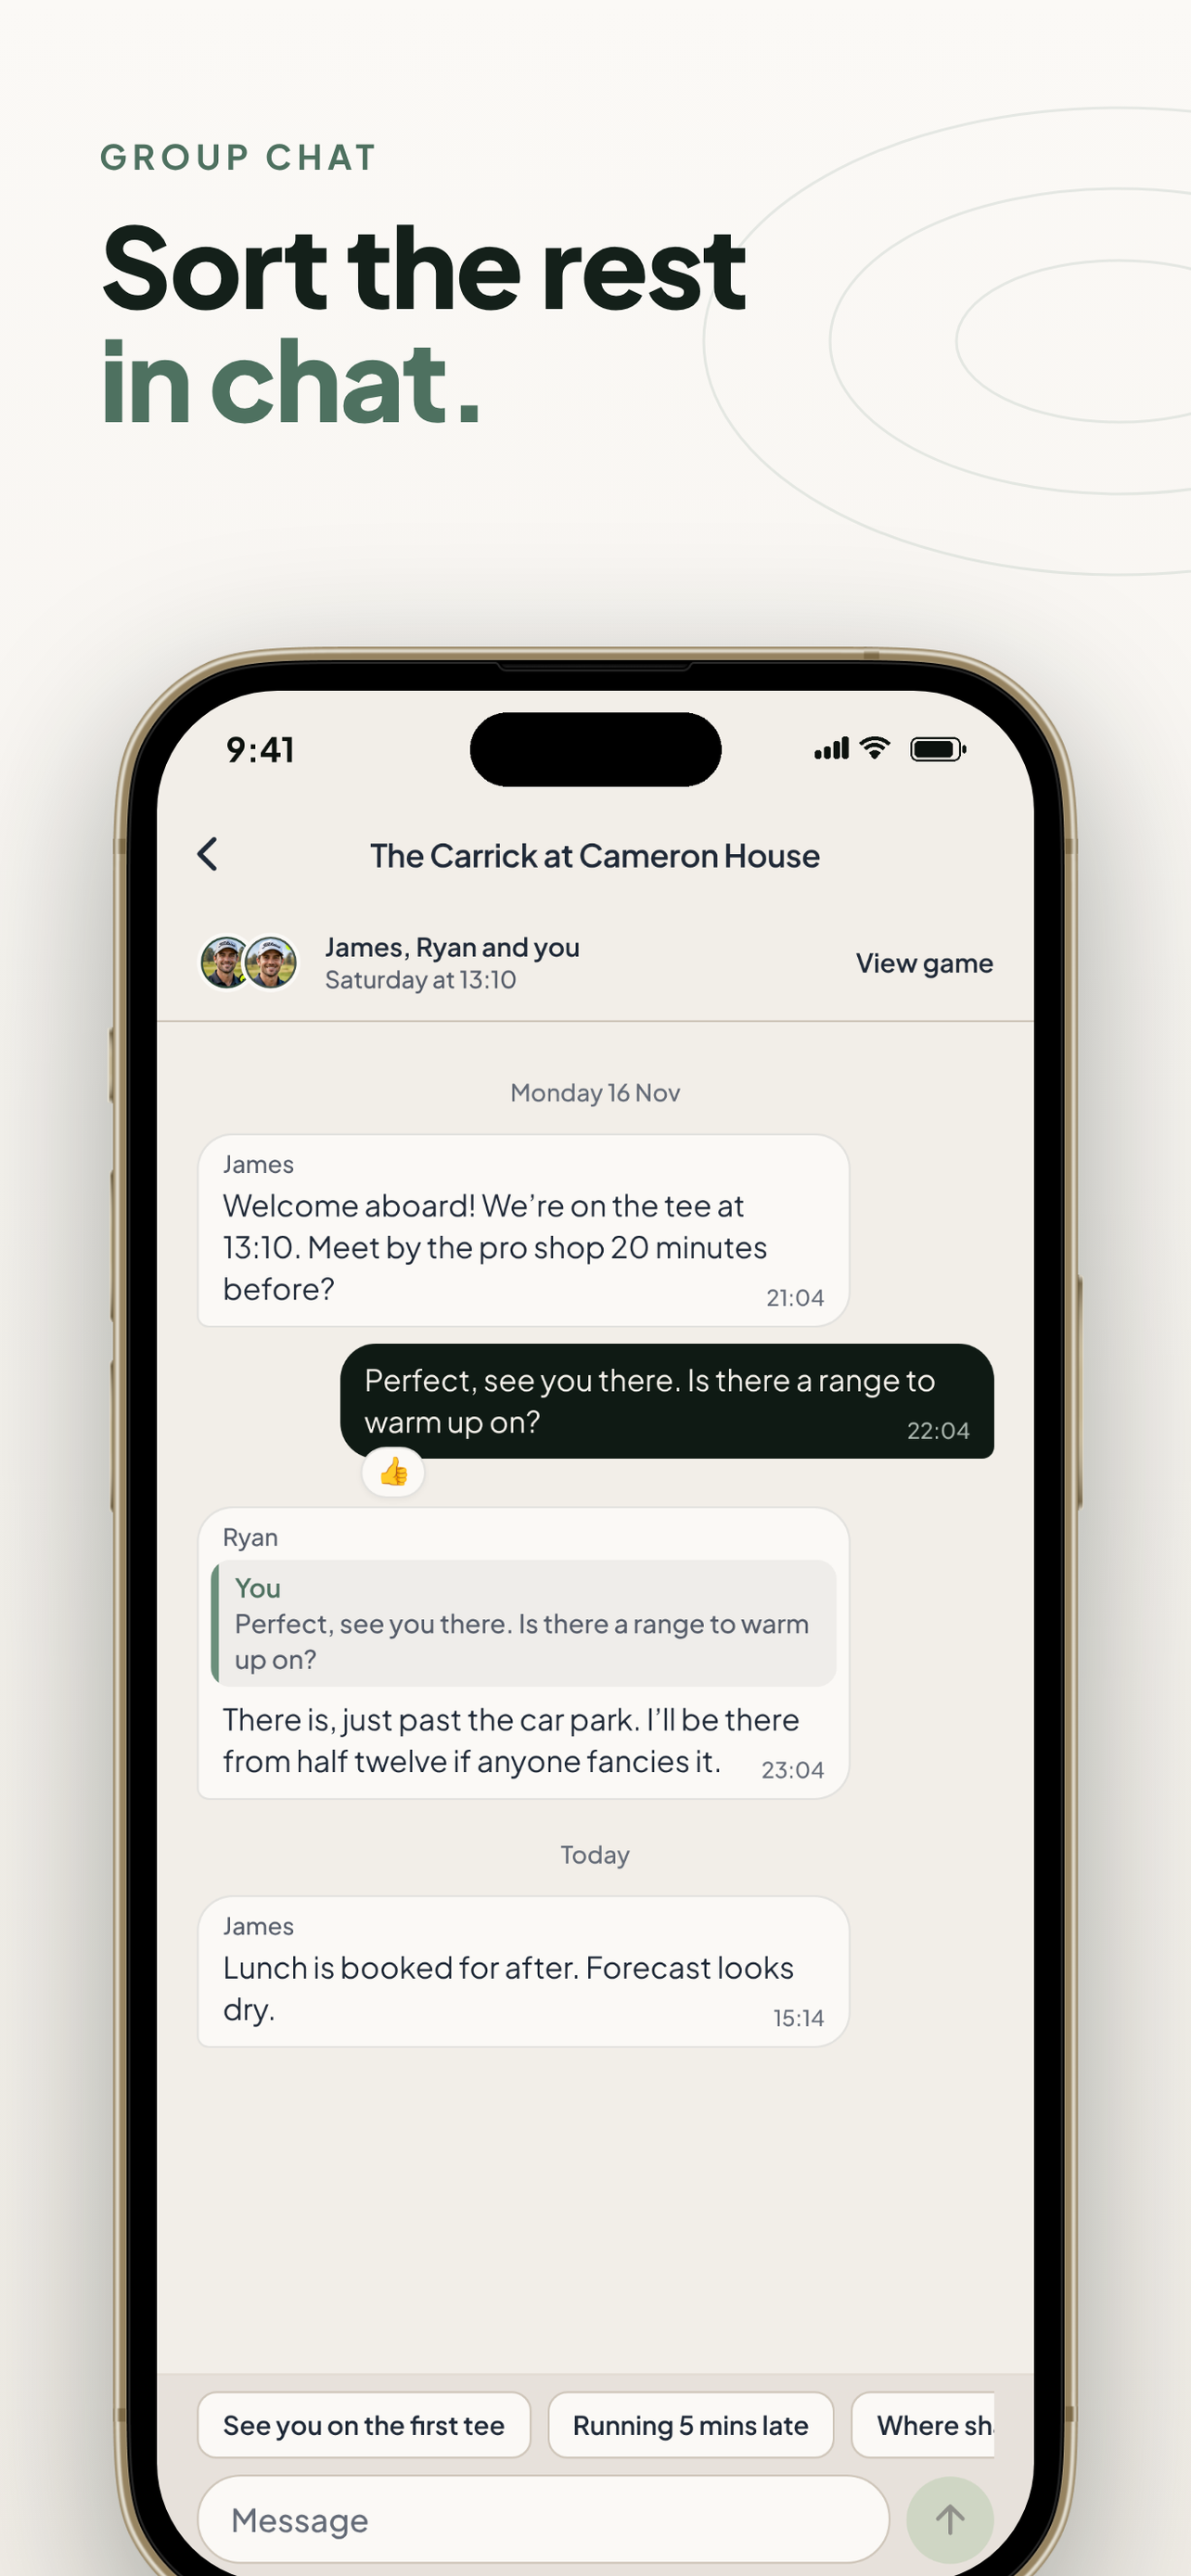 GROUP CHAT
Sort the rest
in chat.
9:41
The Carrick at Cameron House
James, Ryan and you
Saturday at 13:10
View game
Monday 16 Nov
James
Welcome aboard! We’re on the tee at
13:10. Meet by the pro shop 20 minutes
before?
21:04
Perfect, see you there. Is there a range to
warm up on?
22:04
👍
Ryan
You
Perfect, see you there. Is there a range to warm
up on?
There is, just past the car park. I’ll be there
from half twelve if anyone fancies it.
23:04
Today
James
Lunch is booked for after. Forecast looks
dry.
15:14
See you on the first tee
Running 5 mins late
Where
Message